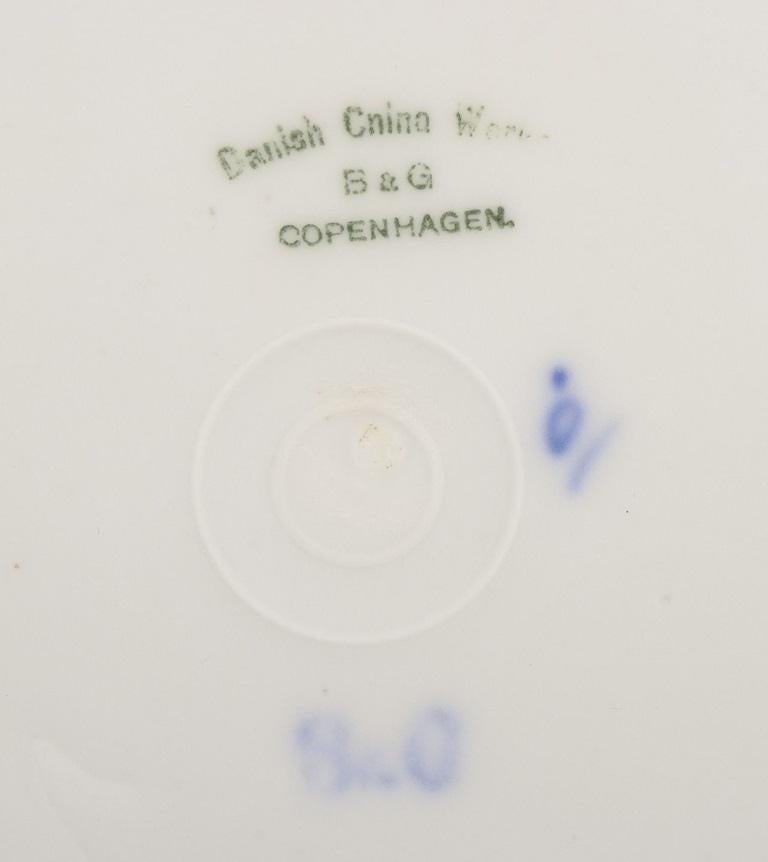 Danish China
B & G
COPENHAGEN.
B&G